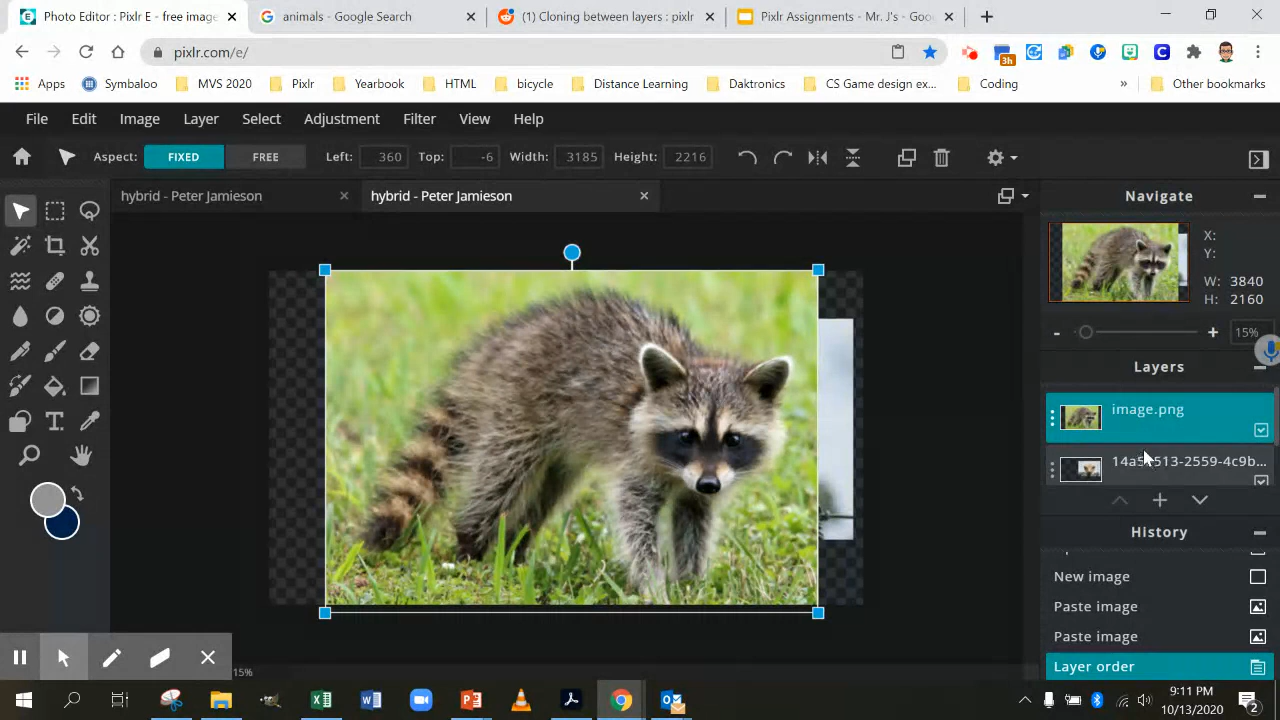 Photo Editor : Pixlr E - free image
animals - Google Search
(1) Cloning between layers : pixlr
Pixlr Assignments - Mr. J's - Goo
pixlr.com/e/
3h
Apps
Symbaloo
MVS 2020
Pixlr
Yearbook
HTML
bicycle
Distance Learning
Daktronics
CS Game design ex...
Coding
»
Other bookmarks
File
Edit
Image
Layer
Select
Adjustment
Filter
View
Help
Aspect:
FIXED
FREE
Left:
360
Top:
-6
Width:
3185
Height:
2216
hybrid - Peter Jamieson
hybrid - Peter Jamieson
Navigate
X:
Y:
W: 3840
H: 2160
15%
Layers
image.png
513-2559-4c9b...
History
New image
Paste image
Paste image
Layer order
15%
9:11 PM
10/13/2020
2